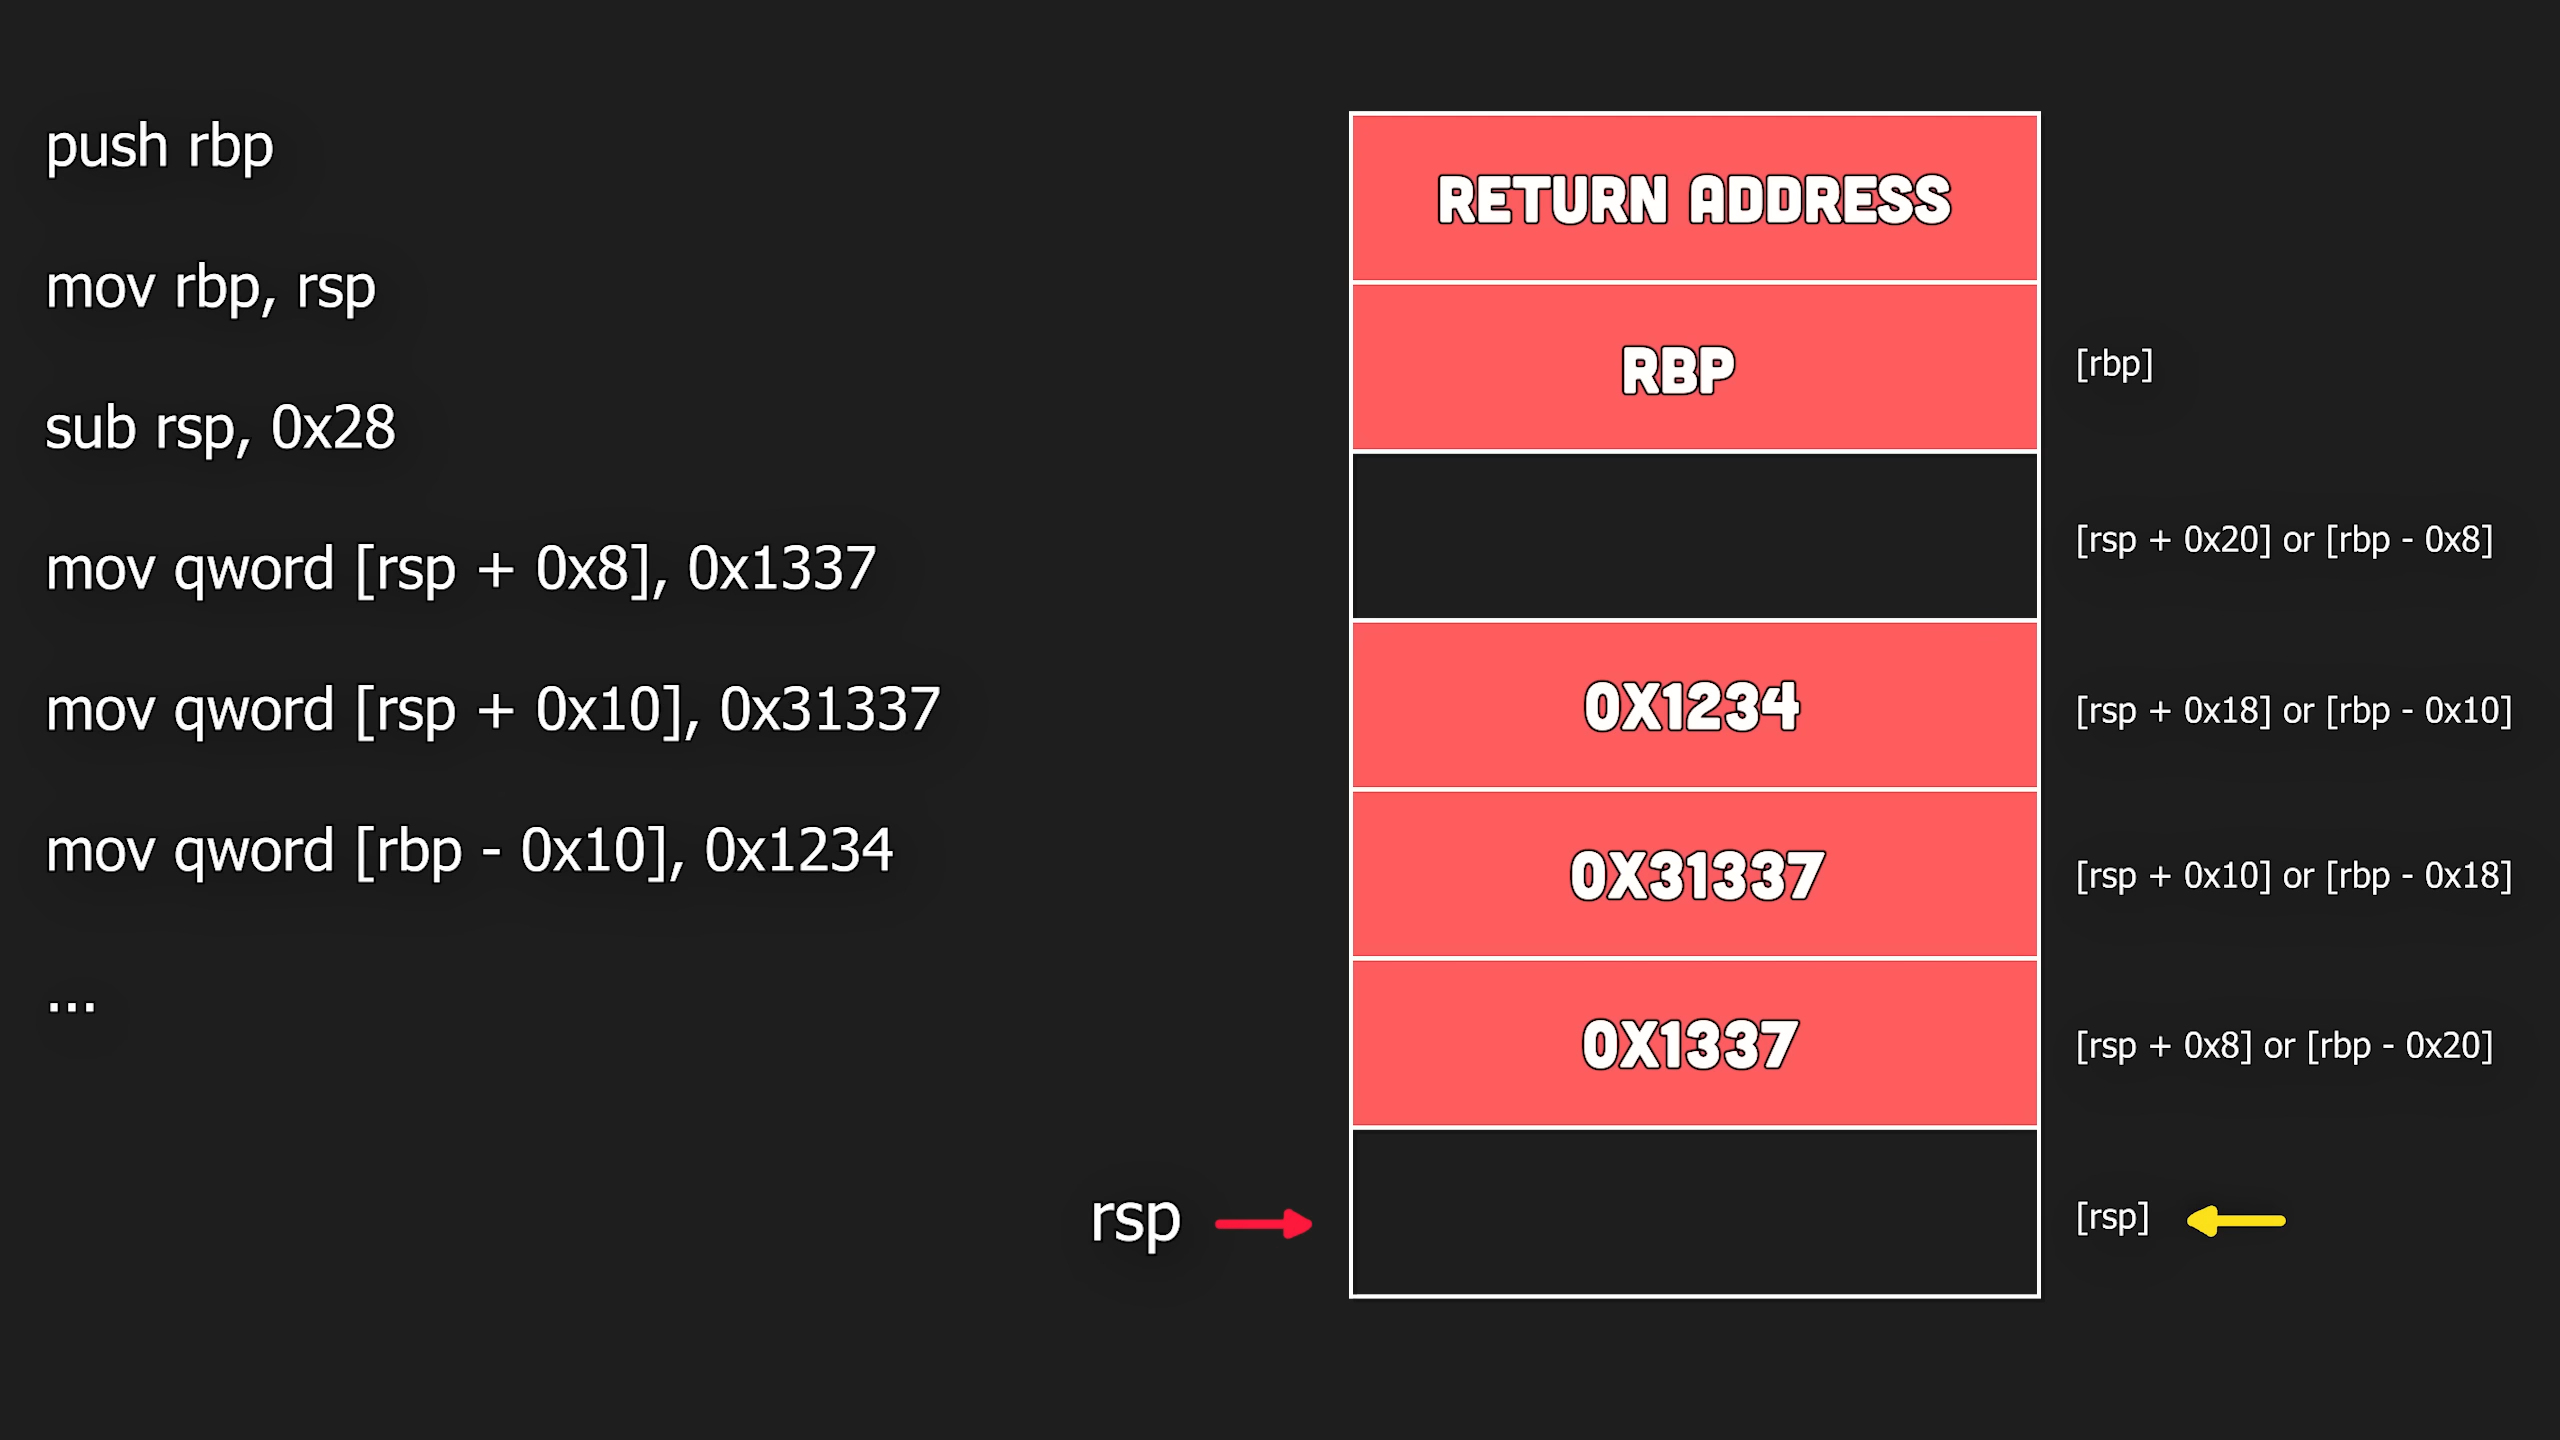 push rbp
mov rbp, rsp
sub rsp, 0x28
mov qword [rsp + 0x8], 0x1337
mov qword [rsp + 0x10], 0x31337
mov qword [rbp - 0x10], 0x1234
...
RETURN ADDRESS
RBP
[rbp]
[rsp + 0x20] or [rbp - 0x8]
0X1234
[rsp + 0x18] or [rbp - 0x10]
0X31337
[rsp + 0x10] or [rbp - 0x18]
0X1337
[rsp + 0x8] or [rbp - 0x20]
rsp
[rsp]